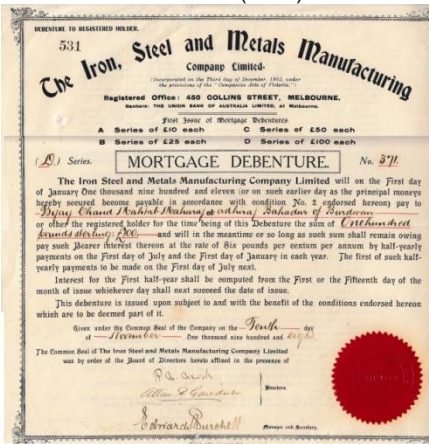 DEBENTURE TO REGISTERED HOLDER.
531
The Iron, Steel and Metals Manufacturing
Company Limited.
(Incorporated on the Third day of December, 1902, under
the provisions of the "Companies Acts of Victoria.")
Registered Office: 450 COLLINS STREET, MELBOURNE.
Bankers: THE UNION BANK OF AUSTRALIA LIMITED, at Melbourne.
First Issue of Mortgage Debentures
A Series of £10 each C Series of £50 each
B Series of £25 each D Series of £100 each
(D) Series. MORTGAGE DEBENTURE. No. 371.
The Iron Steel and Metals Manufacturing Company Limited will on the First day
of January One thousand nine hundred and eleven (or on such earlier day as the principal moneys
hereby secured become payable in accordance with condition No. 2 endorsed hereon) pay to
Bijay Chand Mahtab Maharaj adhiraj Bahadur of Burdwan
or other the registered holder for the time being of this Debenture the sum of One hundred
pounds sterling £100 and will in the meantime or so long as such sum shall remain owing
pay such Bearer interest thereon at the rate of Six pounds per centum per annum by half-yearly
payments on the First day of July and the First day of January in each year. The first of such half-
yearly payments to be made on the First day of July next.
Interest for the First half-year shall be computed from the First or the Fifteenth day of the
month of issue whichever day shall next succeed the date of issue.
This debenture is issued upon subject to and with the benefit of the conditions endorsed hereon
which are to be deemed part of it.
Given under the Common Seal of the Company on the Tenth day
of November One thousand nine hundred and eight.
The Common Seal of The Iron Steel and Metals Manufacturing Company Limited
was by order of the Board of Directors hereto affixed in the presence of
Directors
Edward Burchell
Manager and Secretary.